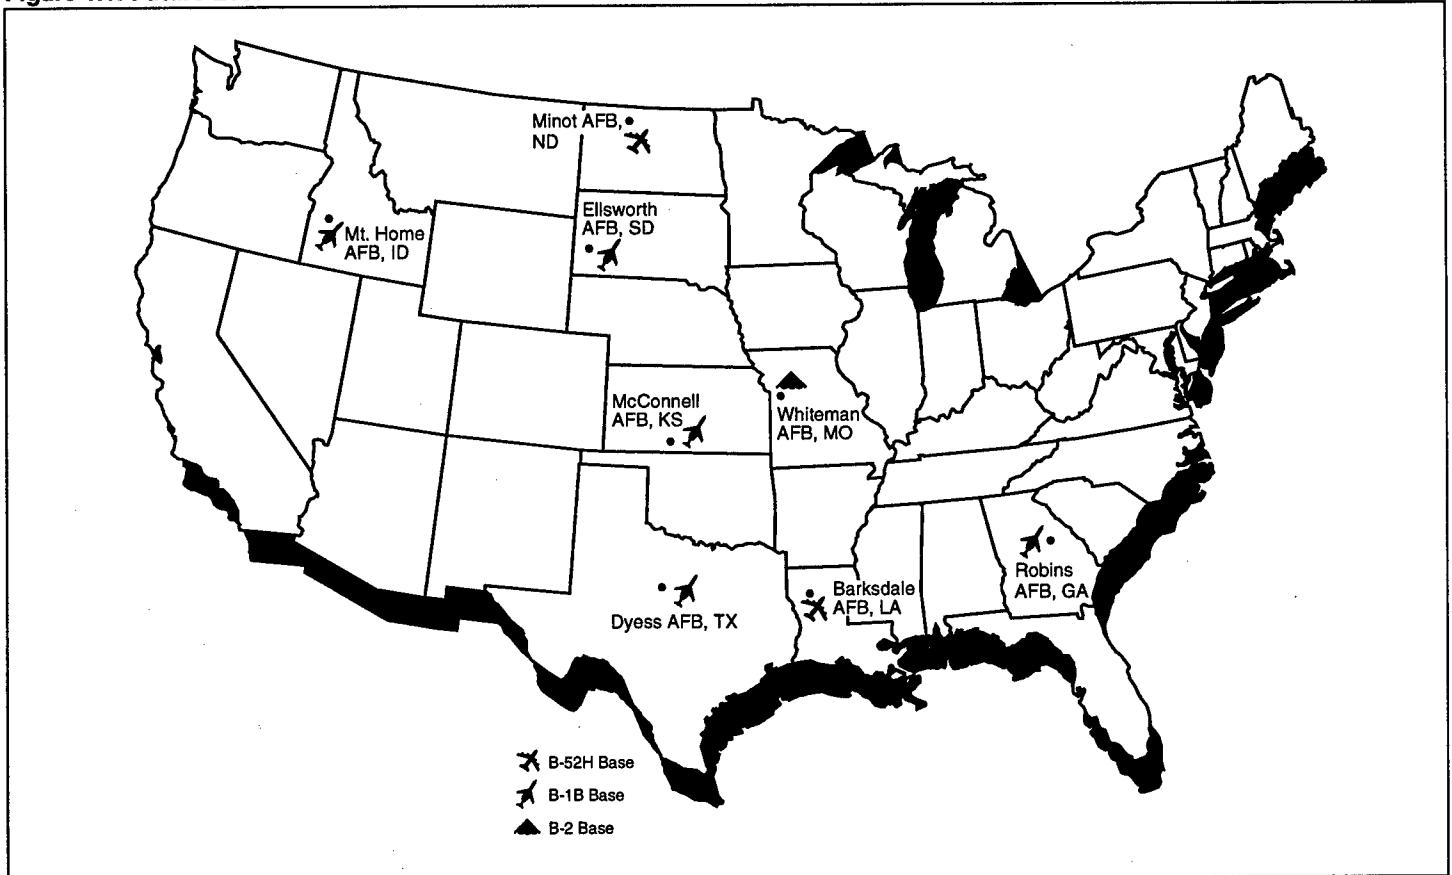 Minot AFB,
ND
Ellsworth
AFB, SD
Mt. Home
AFB, ID
McConnell
AFB, KS
Whiteman
AFB, MO
Robins
AFB, GA
Barksdale
AFB, LA
Dyess AFB, TX
B-52H Base
B-1B Base
B-2 Base